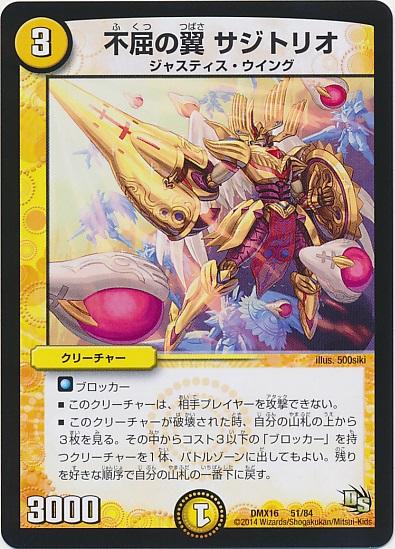 3
不屈の翼 サジトリオ
ふくつ つばさ
ジャスティス・ウイング
illus. 500siki
クリーチャー
ブロッカー
■このクリーチャーは、相手プレイヤーを攻撃できない。
■このクリーチャーが破壊された時、自分の山札の上から
3枚を見る。その中からコスト3以下の「ブロッカー」を持
つクリーチャーを1体、バトルゾーンに出してもよい。残り
を好きな順序で自分の山札の一番下に戻す。
3000
1
DMX16 51/84
DS
©2014 Wizards/Shogakukan/Mitsui-Kids